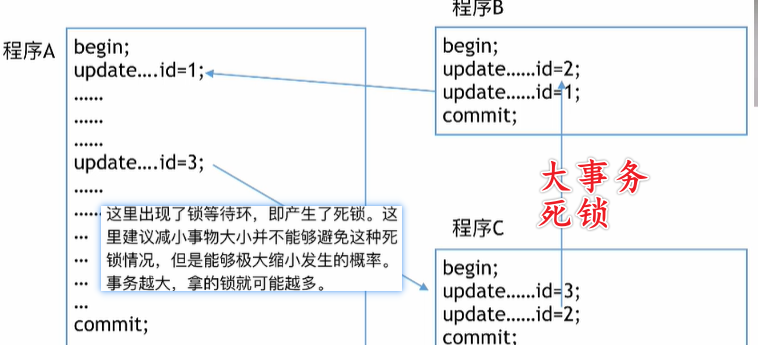 程序A
begin;
update....id=1;
......
......
......
update....id=3;
......
......
...
...
...
...
commit;
这里出现了锁等待环，即产生了死锁。这
里建议减小事物大小并不能够避免这种死
锁情况，但是能够极大缩小发生的概率。
事务越大，拿的锁就可能越多。
程序B
begin;
update......id=2;
update......id=1;
commit;
大事务
死锁
程序C
begin;
update......id=3;
update......id=2;
commit;